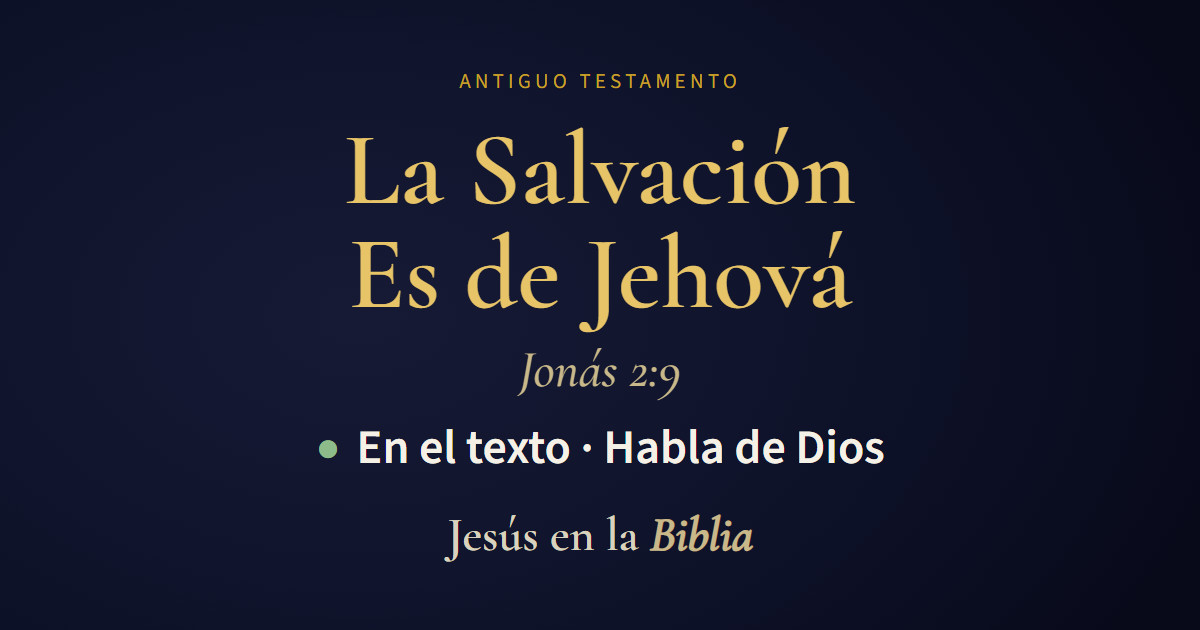 ANTIGUO TESTAMENTO
La Salvación
Es de Jehová
Jonás 2:9
En el texto · Habla de Dios
Jesús en la Biblia